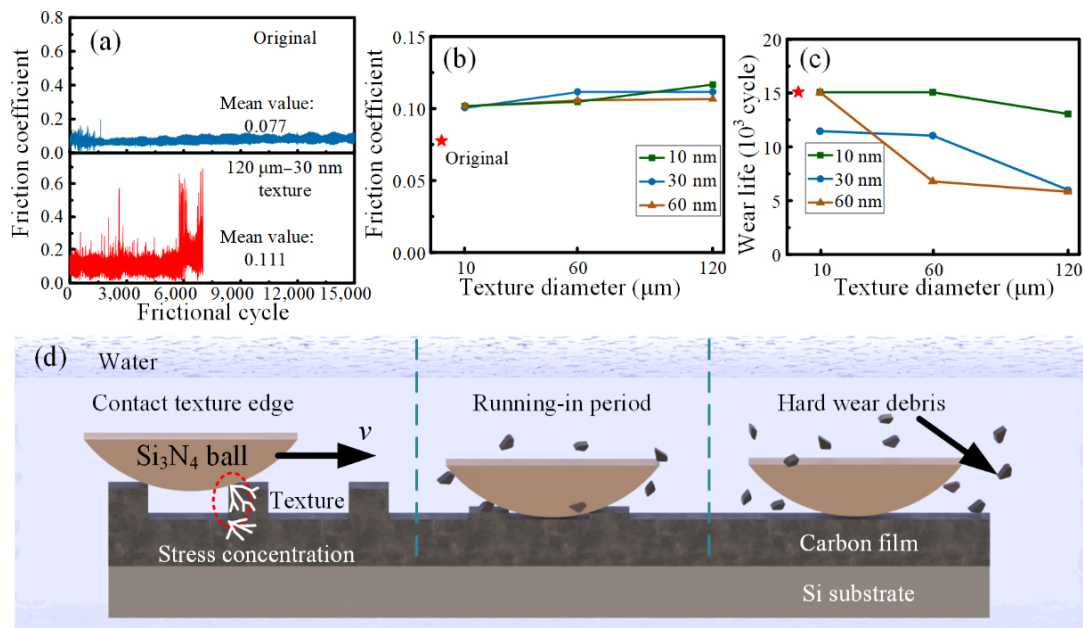 (a)
Original
Mean value:
0.077
0.8
0.6
0.4
0.2
0.0
120 μm–30 nm
texture
Mean value:
0.111
0.6
0.4
0.2
0.0
0 3,000 6,000 9,000 12,000 15,000
Friction coefficient
Frictional cycle
(b)
0.15
0.10
0.05
0.00
Original
10 nm
30 nm
60 nm
10 60 120
Friction coefficient
Texture diameter (μm)
(c)
20
15
10
5
0
10 nm
30 nm
60 nm
10 60 120
Wear life (10³ cycle)
Texture diameter (μm)
(d)
Water
Contact texture edge
Running-in period
Hard wear debris
Si₃N₄ ball
v
Texture
Stress concentration
Carbon film
Si substrate